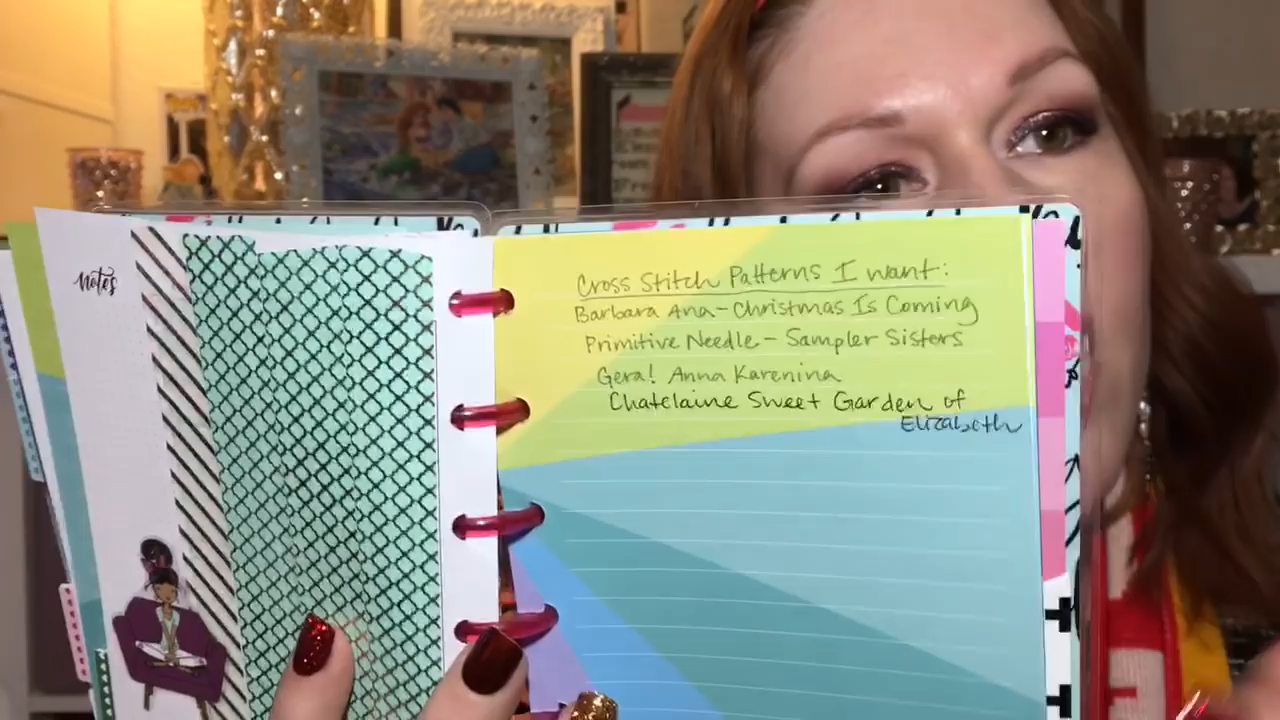 notes
Cross Stitch Patterns I want:
Barbara Ana - Christmas Is Coming
Primitive Needle - Sampler Sisters
Gera! Anna Karenina
Chatelaine Sweet Garden of
Elizabeth